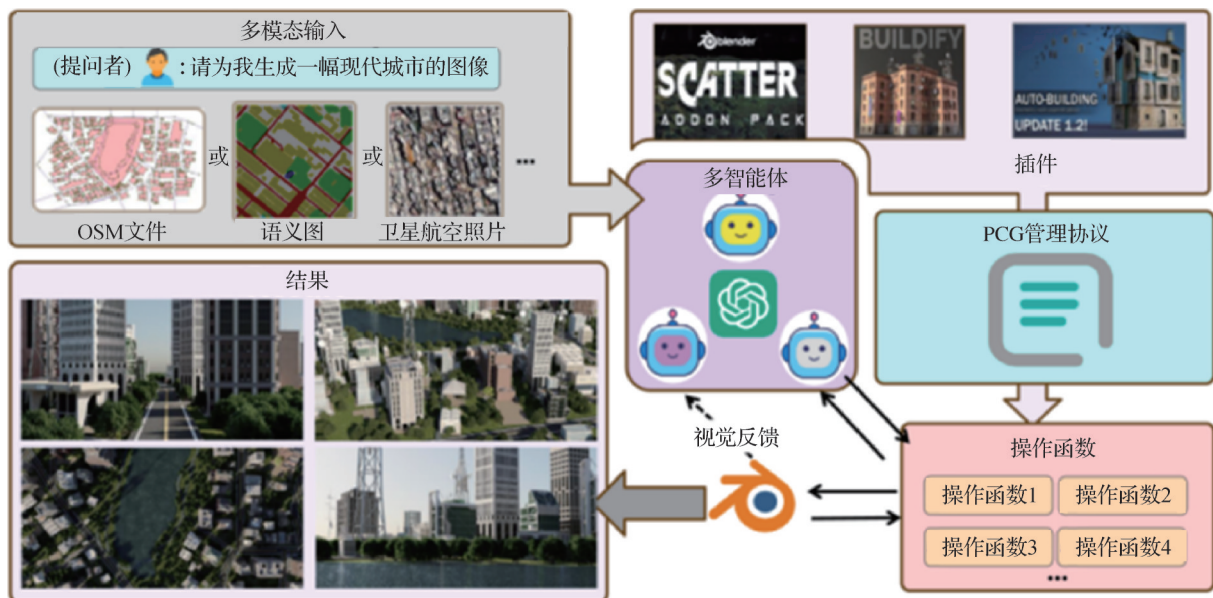 多模态输入
(提问者) :请为我生成一幅现代城市的图像
或
或
...
OSM文件
语义图
卫星航空照片
blender
SCATTER
ADDON PACK
BUILDIFY
AUTO-BUILDING
UPDATE 1.2!
插件
多智能体
PCG管理协议
结果
视觉反馈
操作函数
操作函数1
操作函数2
操作函数3
操作函数4
...